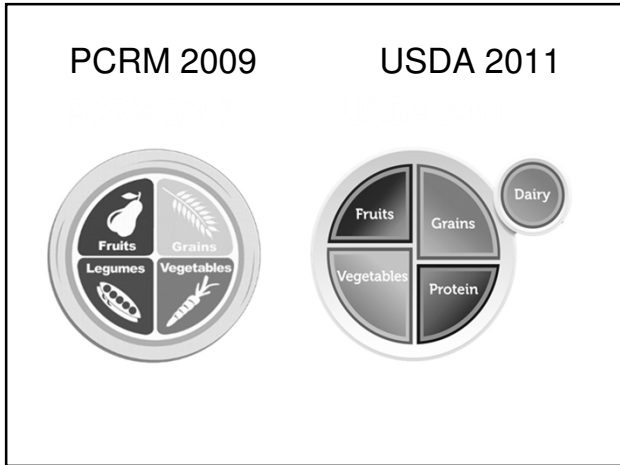 PCRM 2009
USDA 2011
Fruits
Grains
Legumes
Vegetables
Fruits
Grains
Vegetables
Protein
Dairy